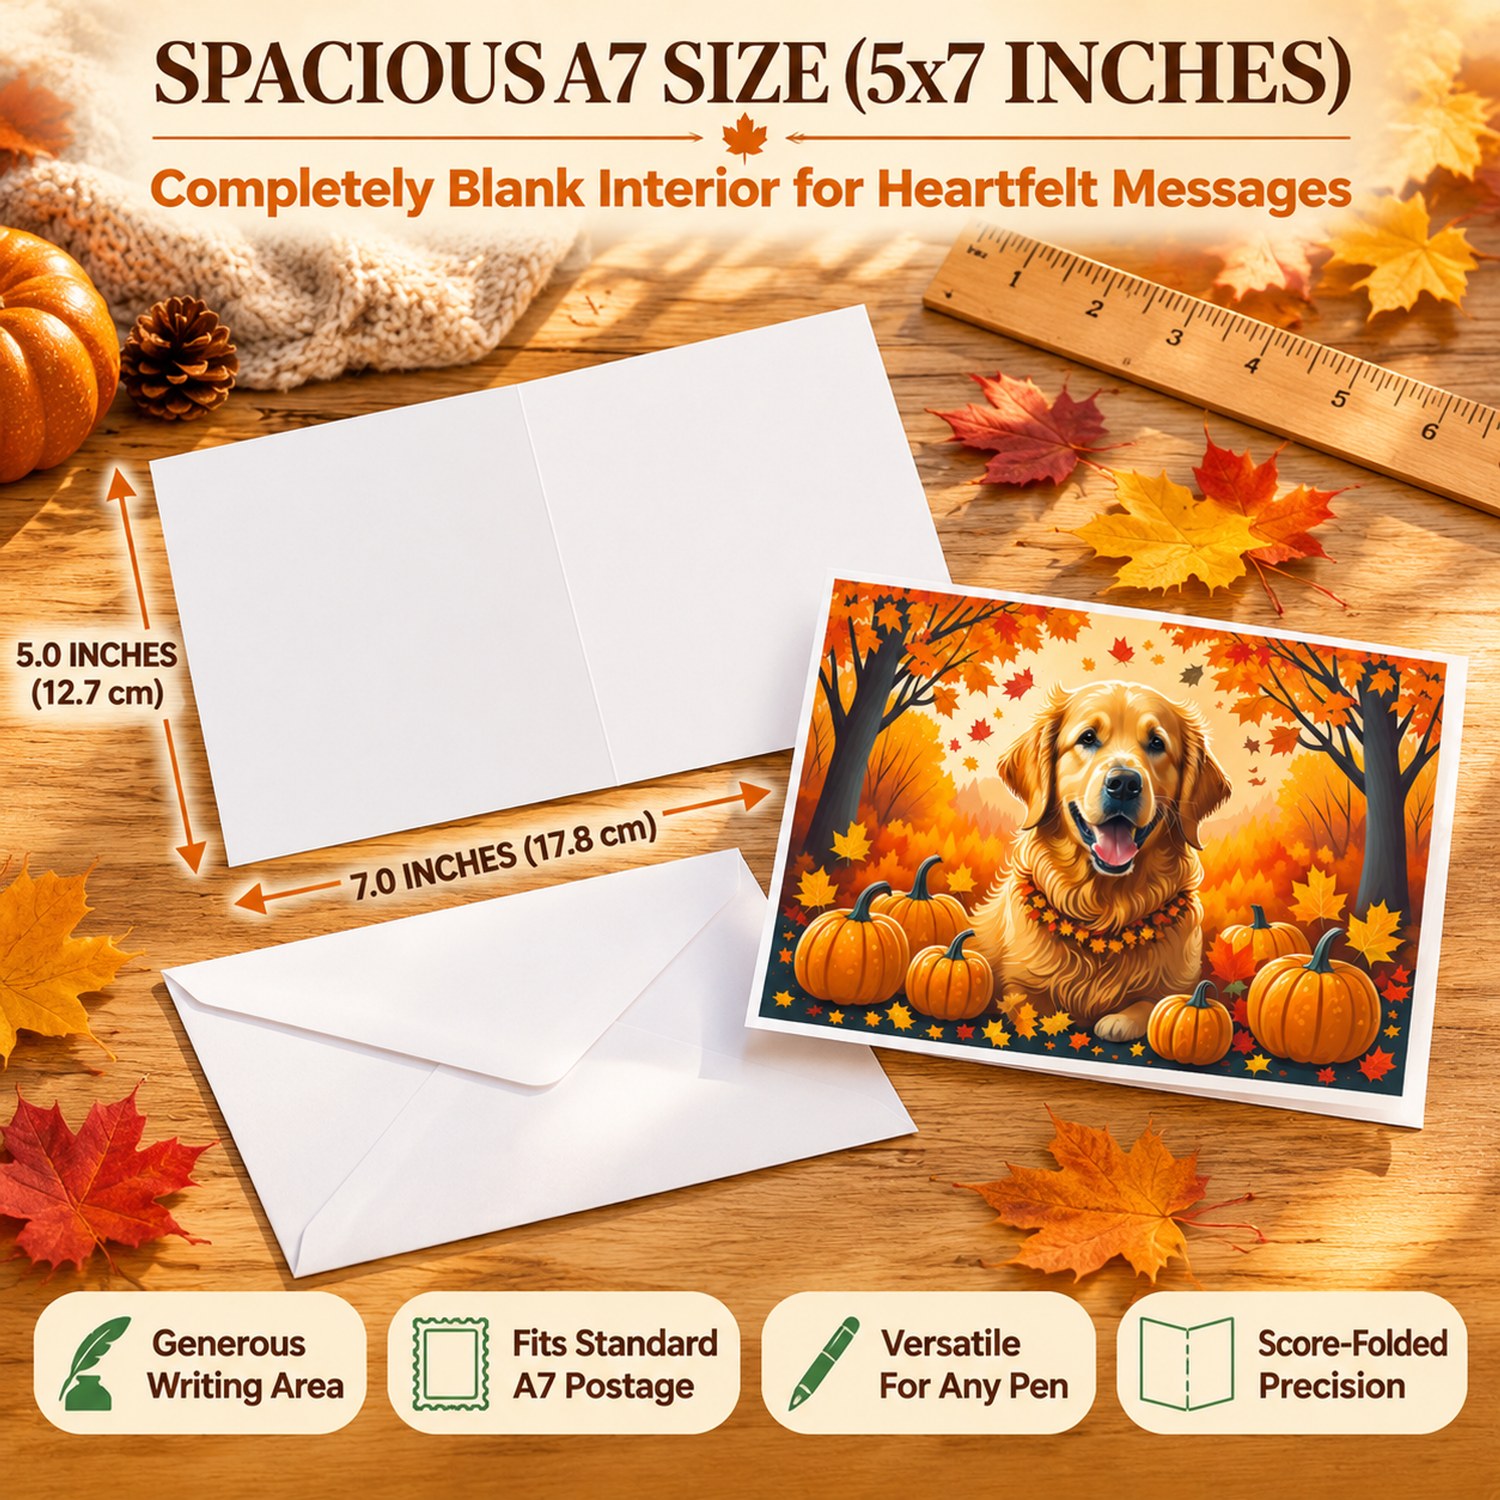 SPACIOUS A7 SIZE (5x7 INCHES)
Completely Blank Interior for Heartfelt Messages
1
2
3
4
5
6
5.0 INCHES
(12.7 cm)
7.0 INCHES (17.8 cm)
Generous
Writing Area
Fits Standard
A7 Postage
Versatile
For Any Pen
Score-Folded
Precision